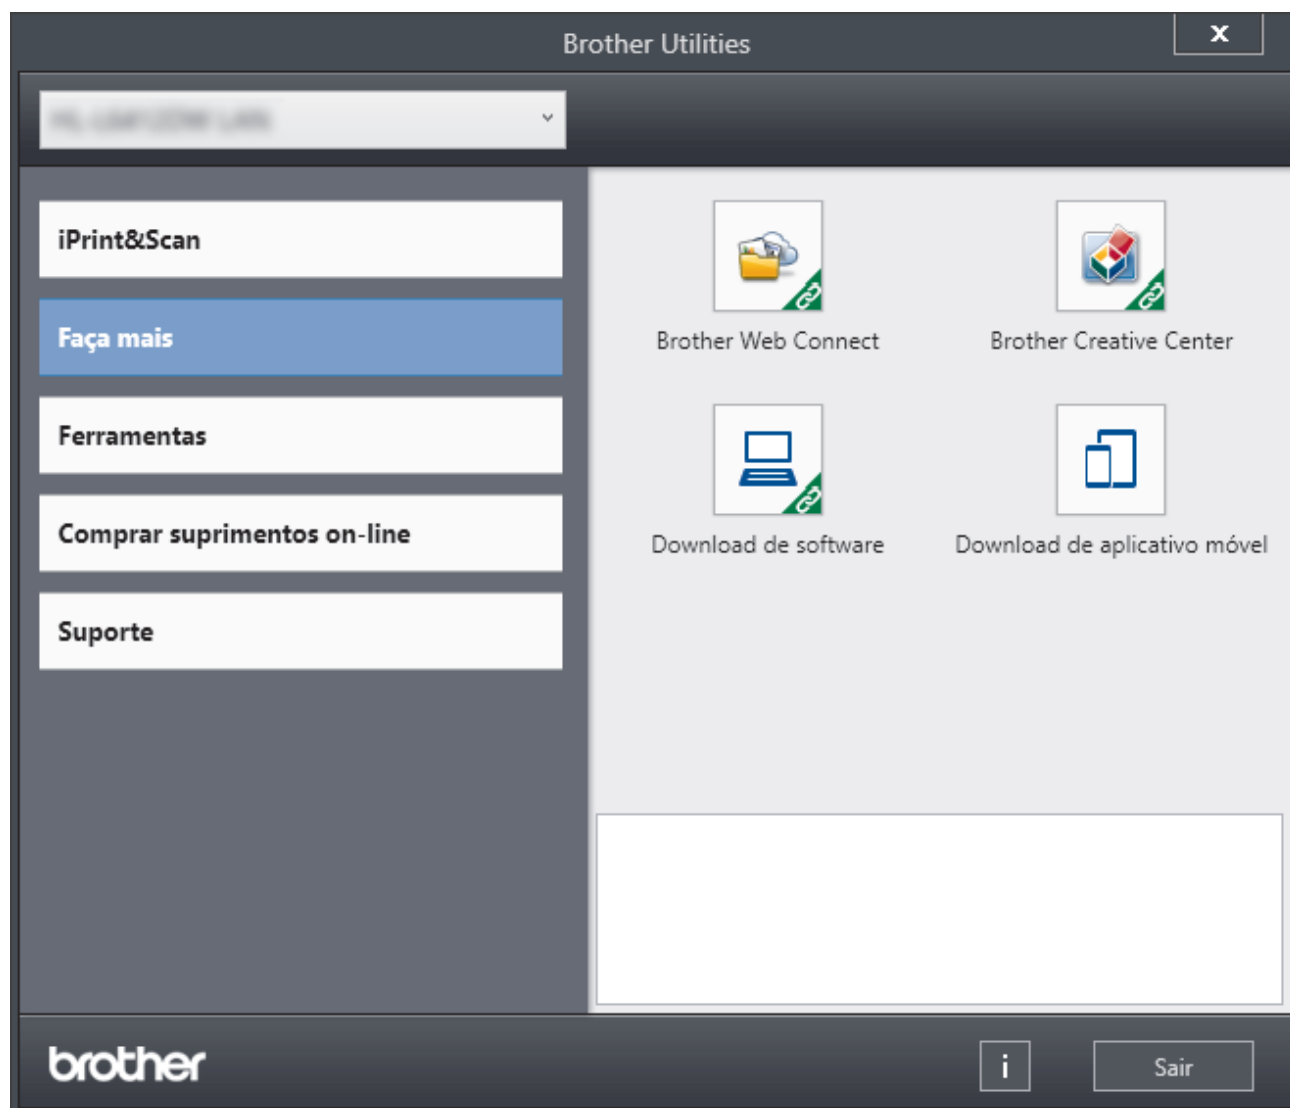 Brother Utilities
x
iPrint&Scan
Faça mais
Ferramentas
Comprar suprimentos on-line
Suporte
Brother Web Connect
Brother Creative Center
Download de software
Download de aplicativo móvel
brother
i
Sair